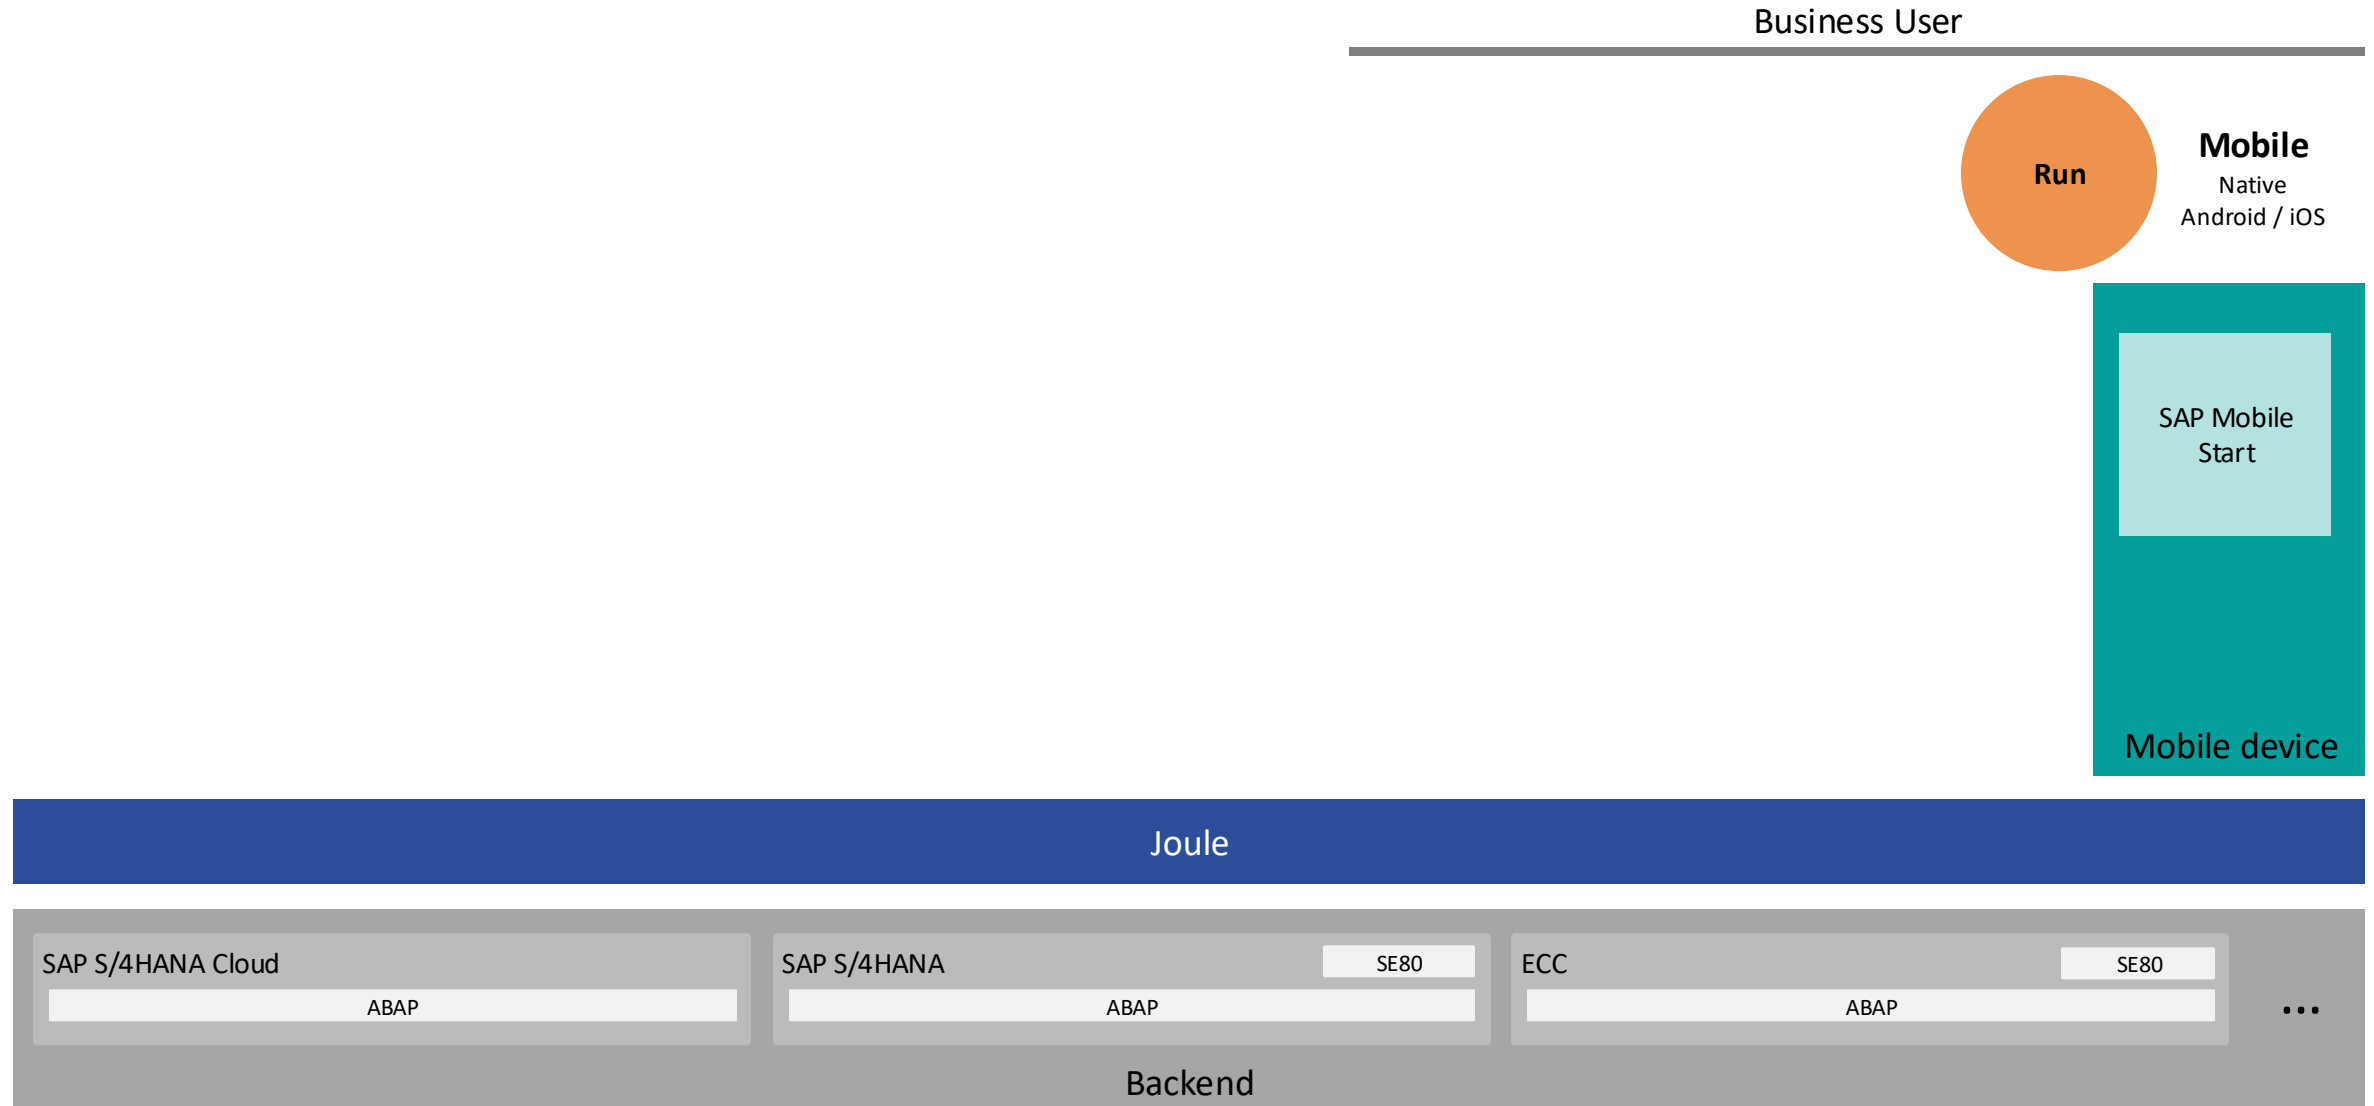 Business User
Run
Mobile
Native
Android / iOS
SAP Mobile
Start
Mobile device
Joule
SAP S/4HANA Cloud
ABAP
SAP S/4HANA
SE80
ABAP
ECC
SE80
ABAP
...
Backend